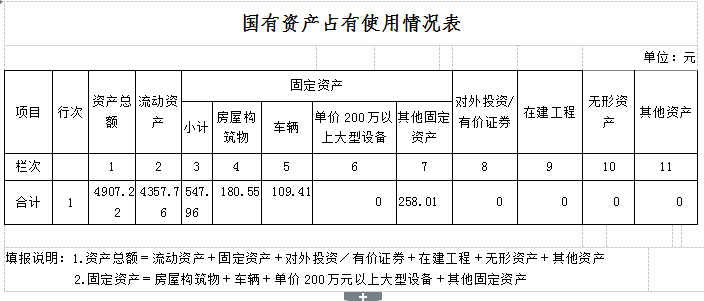 国有资产占有使用情况表
单位：元
项目 行次 资产总额 流动资产 固定资产 对外投资/有价证券 在建工程 无形资产 其他资产
小计 房屋构筑物 车辆 单价200万以上大型设备 其他固定资产
栏次 1 2 3 4 5 6 7 8 9 10 11
合计 1 4907.22 4357.76 547.96 180.55 109.41 0 258.01 0 0 0 0
填报说明：1.资产总额＝流动资产＋固定资产＋对外投资／有价证券＋在建工程＋无形资产＋其他资产
2.固定资产＝房屋构筑物＋车辆＋单价200万元以上大型设备＋其他固定资产